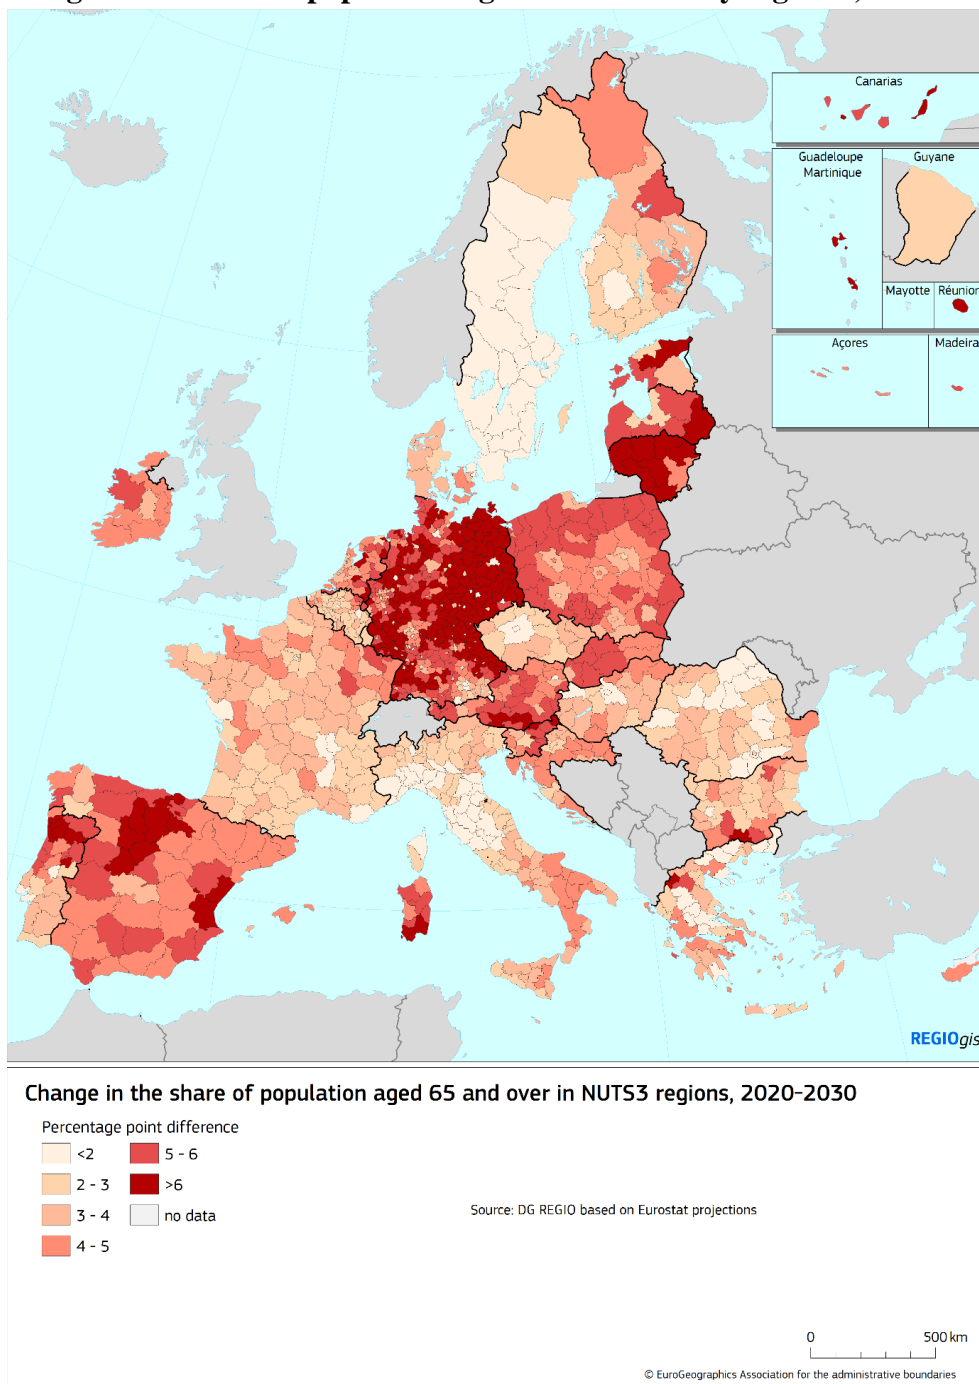 Canarias
Guadeloupe
Martinique
Guyane
Mayotte
Réunion
Açores
Madeira
REGIOgis
Change in the share of population aged 65 and over in NUTS3 regions, 2020-2030
Percentage point difference
<2
5 - 6
2 - 3
>6
3 - 4
no data
4 - 5
Source: DG REGIO based on Eurostat projections
0
500 km
© EuroGeographics Association for the administrative boundaries